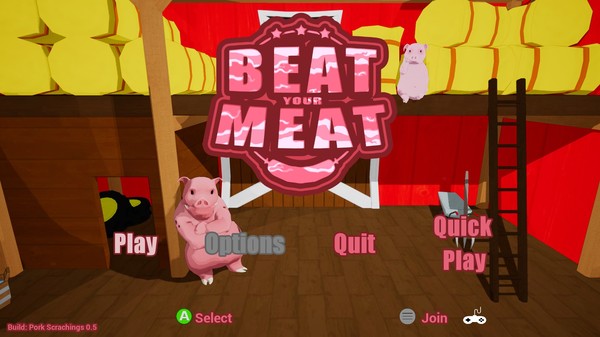 BEAT
YOUR
MEAT
Play
Options
Quit
Quick
Play
A Select
Join
Build: Pork Scrachings 0.5